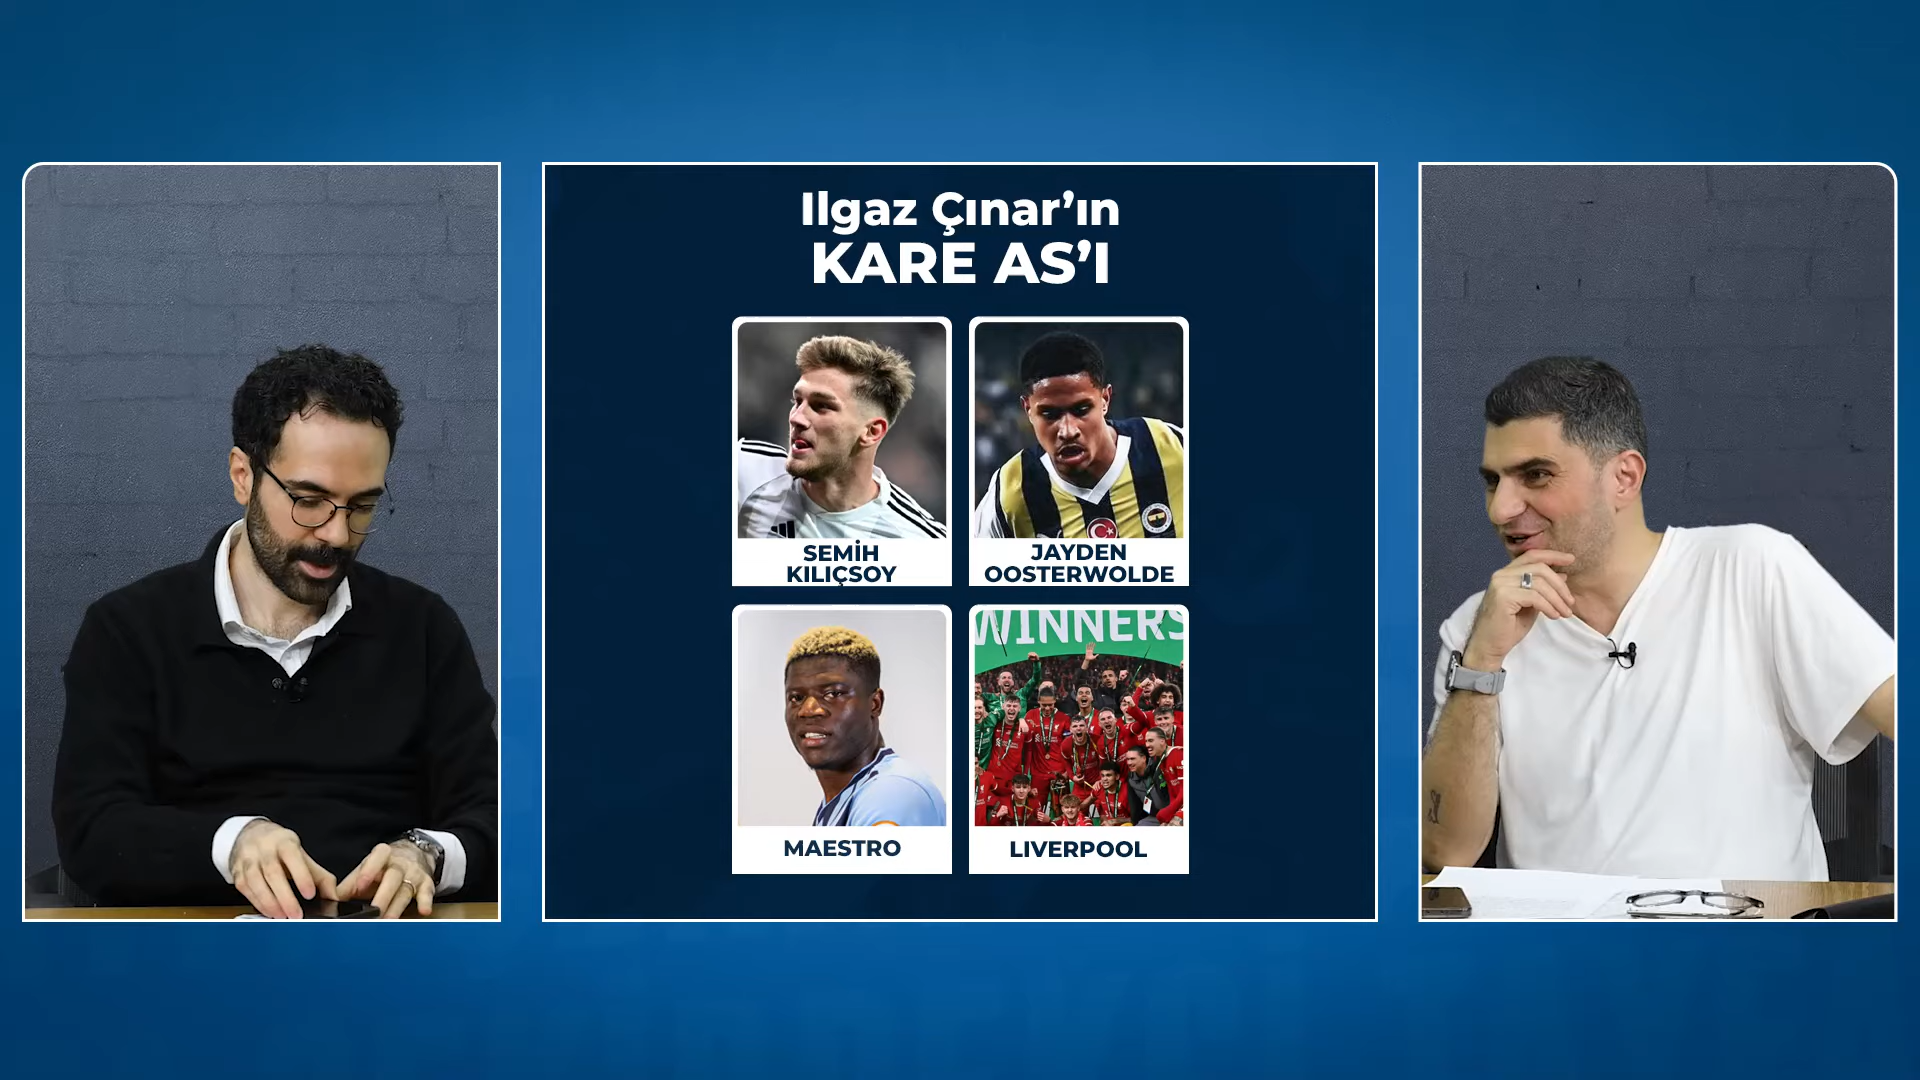 Ilgaz Çınar’ın
KARE AS’I
SEMİH
KILIÇSOY
JAYDEN
OOSTERWOLDE
WINNERS
MAESTRO
LIVERPOOL